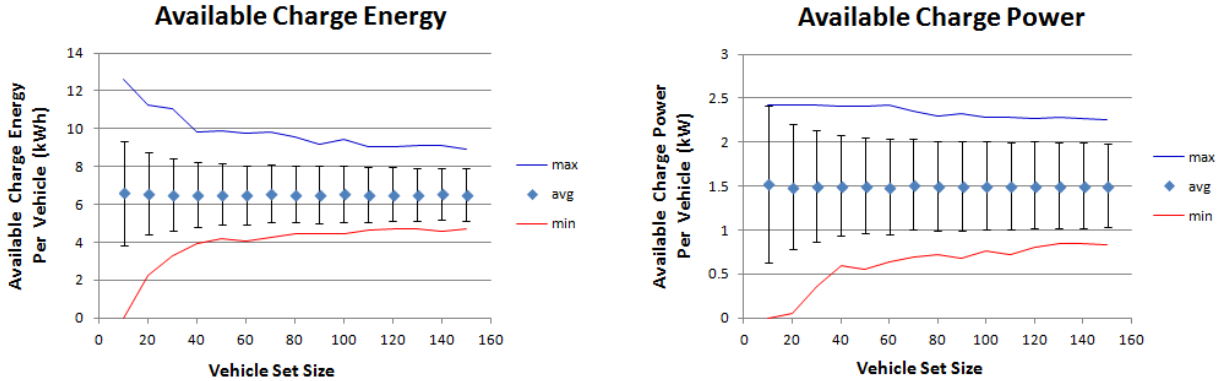 Available Charge Energy
Available Charge Energy
Per Vehicle (kWh)
14
12
10
8
6
4
2
0
0 20 40 60 80 100 120 140 160
Vehicle Set Size
max
avg
min
Available Charge Power
Available Charge Power
Per Vehicle (kW)
3
2.5
2
1.5
1
0.5
0
0 20 40 60 80 100 120 140 160
Vehicle Set Size
max
avg
min